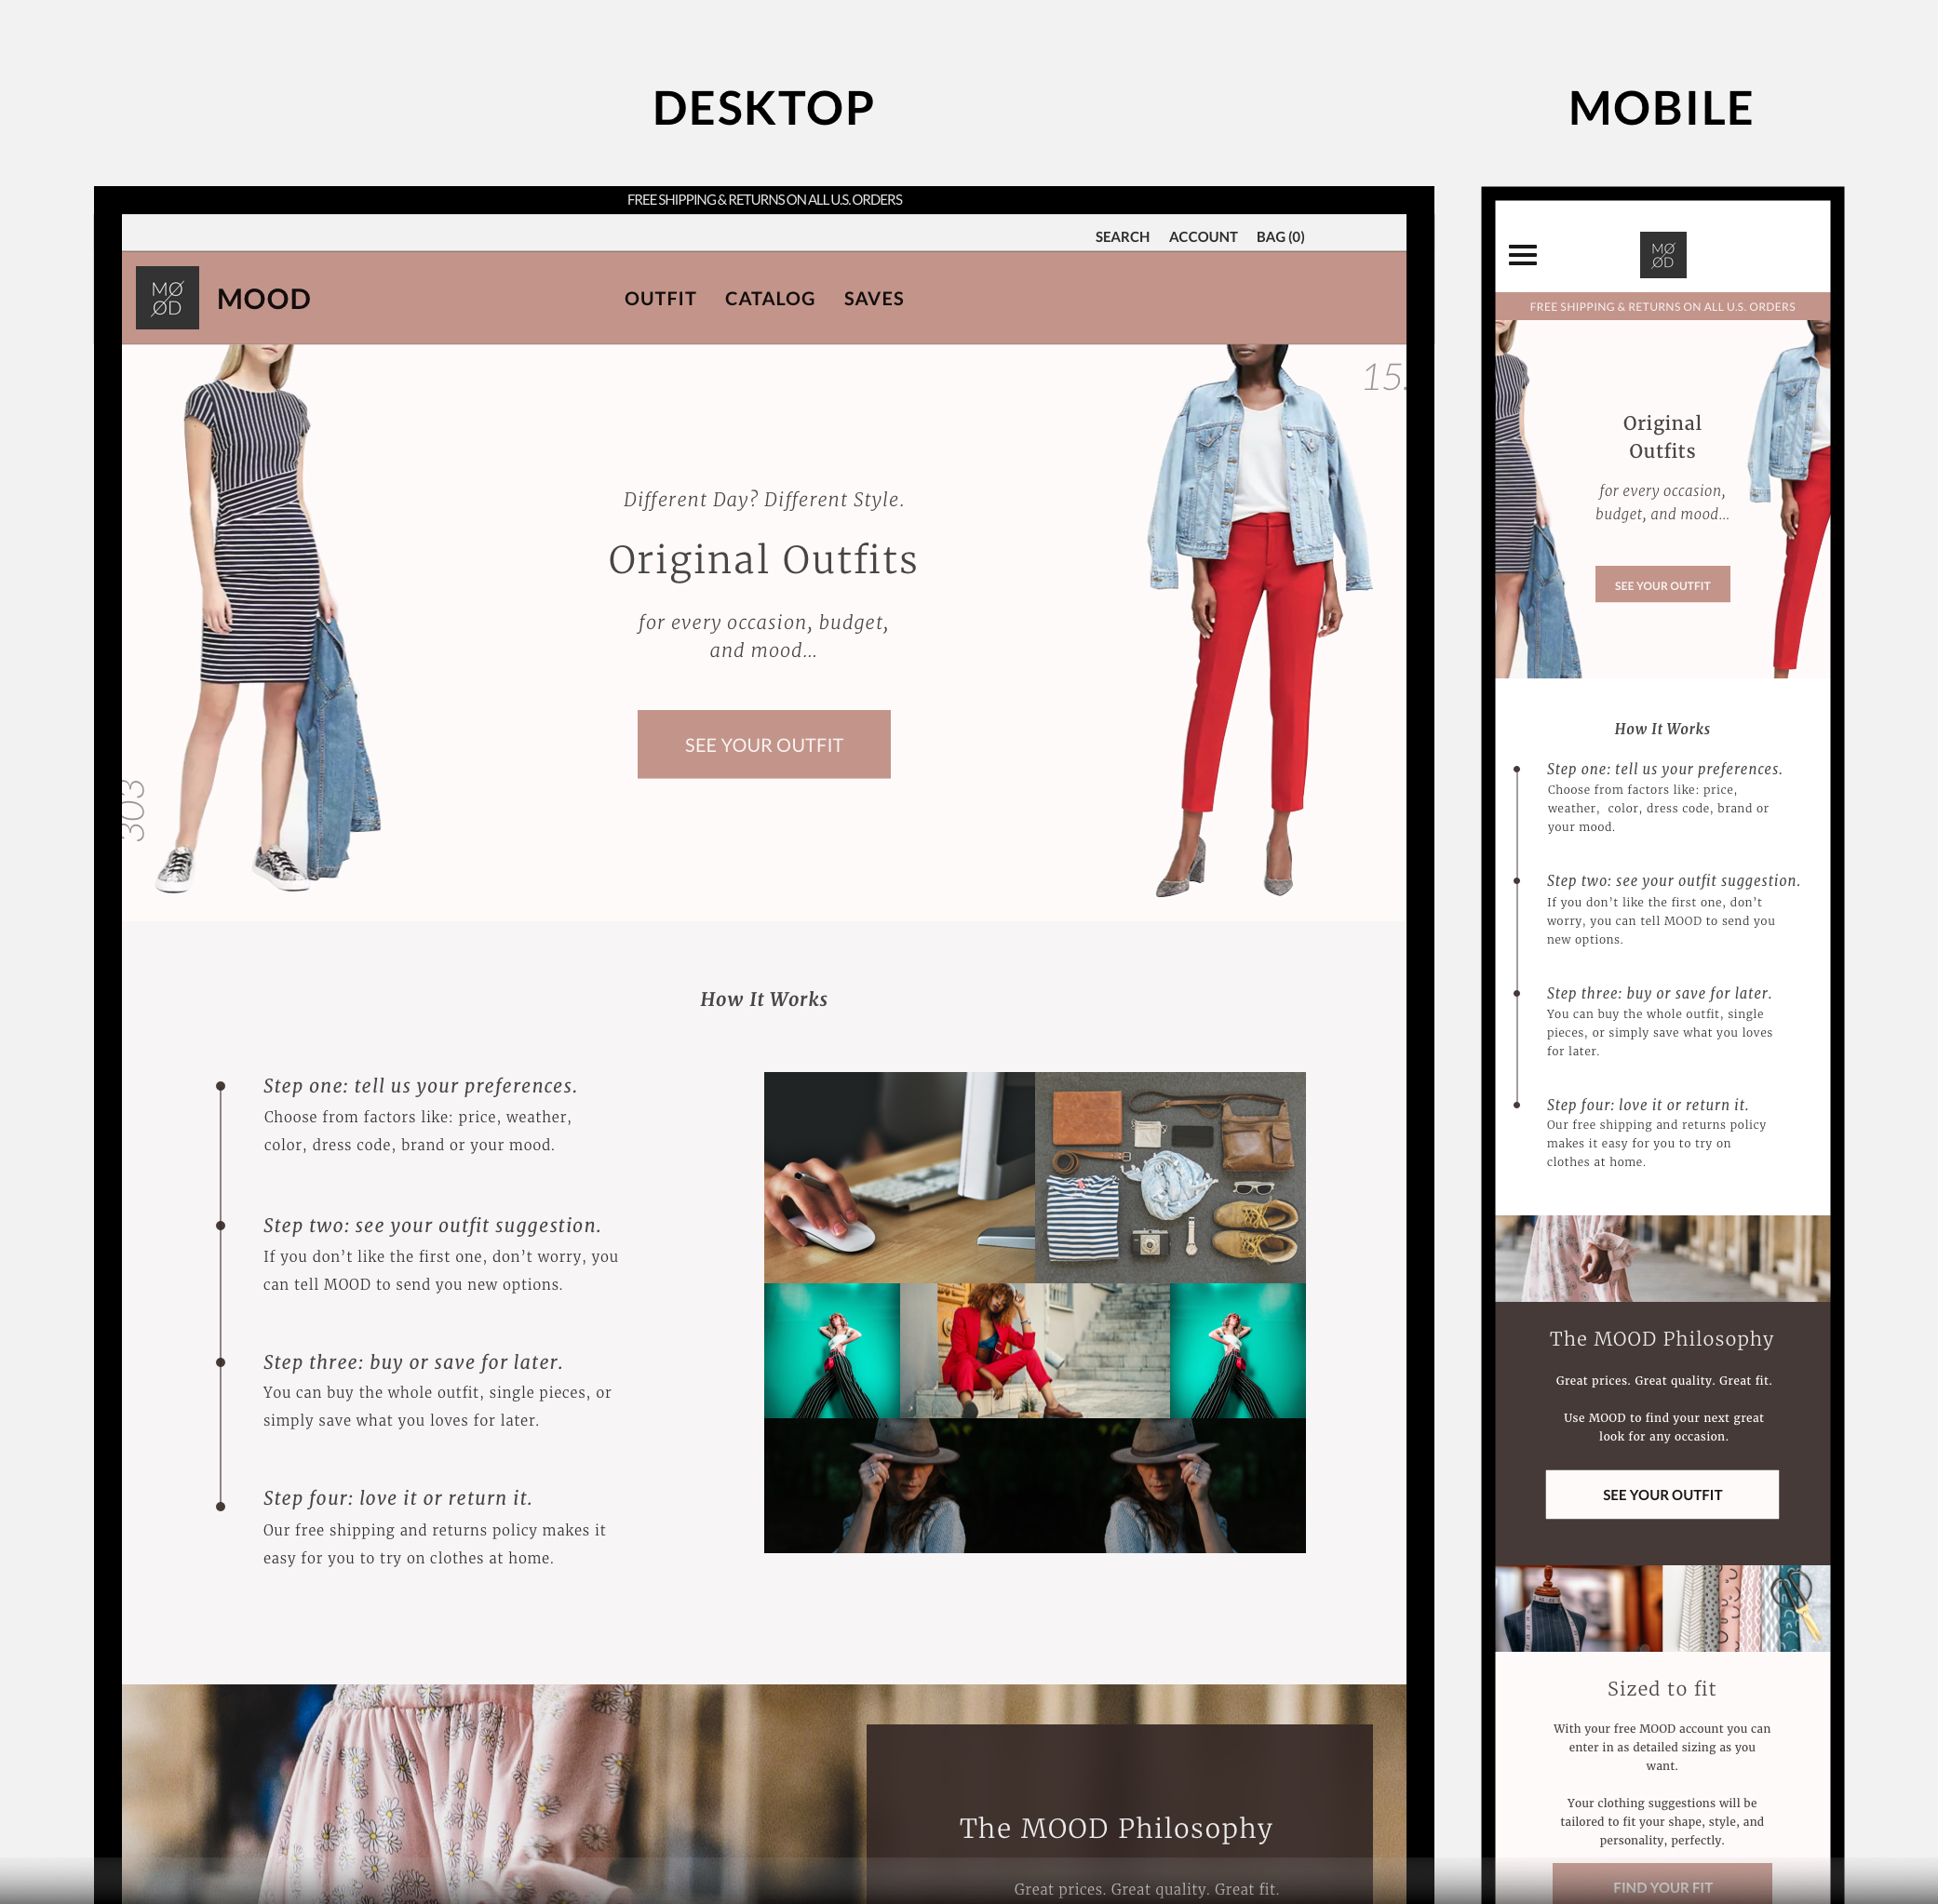 DESKTOP
FREE SHIPPING & RETURNS ON ALL U.S. ORDERS
SEARCH ACCOUNT BAG (0)
MØ
ØD
MOOD
OUTFIT CATALOG SAVES
15.
Different Day? Different Style.
Original Outfits
for every occasion, budget,
and mood...
SEE YOUR OUTFIT
303
How It Works
Step one: tell us your preferences.
Choose from factors like: price, weather,
color, dress code, brand or your mood.
Step two: see your outfit suggestion.
If you don’t like the first one, don’t worry, you
can tell MOOD to send you new options.
Step three: buy or save for later.
You can buy the whole outfit, single pieces, or
simply save what you loves for later.
Step four: love it or return it.
Our free shipping and returns policy makes it
easy for you to try on clothes at home.
The MOOD Philosophy
Great prices. Great quality. Great fit.
MOBILE
MØ
ØD
FREE SHIPPING & RETURNS ON ALL U.S. ORDERS
Original
Outfits
for every occasion,
budget, and mood...
SEE YOUR OUTFIT
How It Works
Step one: tell us your preferences.
Choose from factors like: price,
weather, color, dress code, brand or
your mood.
Step two: see your outfit suggestion.
If you don’t like the first one, don’t
worry, you can tell MOOD to send you
new options.
Step three: buy or save for later.
You can buy the whole outfit, single
pieces, or simply save what you loves
for later.
Step four: love it or return it.
Our free shipping and returns policy
makes it easy for you to try on
clothes at home.
The MOOD Philosophy
Great prices. Great quality. Great fit.
Use MOOD to find your next great
look for any occasion.
SEE YOUR OUTFIT
Sized to fit
With your free MOOD account you can
enter in as detailed sizing as you
want.
Your clothing suggestions will be
tailored to fit your shape, style, and
personality, perfectly.
FIND YOUR FIT